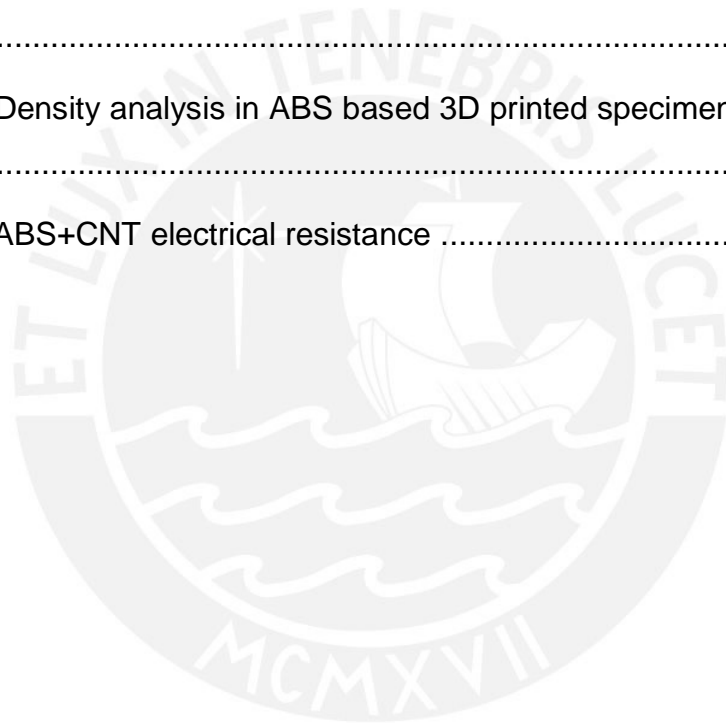 ........................................................................................
Density analysis in ABS based 3D printed specimen
........................................................................................
ABS+CNT electrical resistance ..................................
ET LUX IN TENEBRIS LUCET
MCMXVII